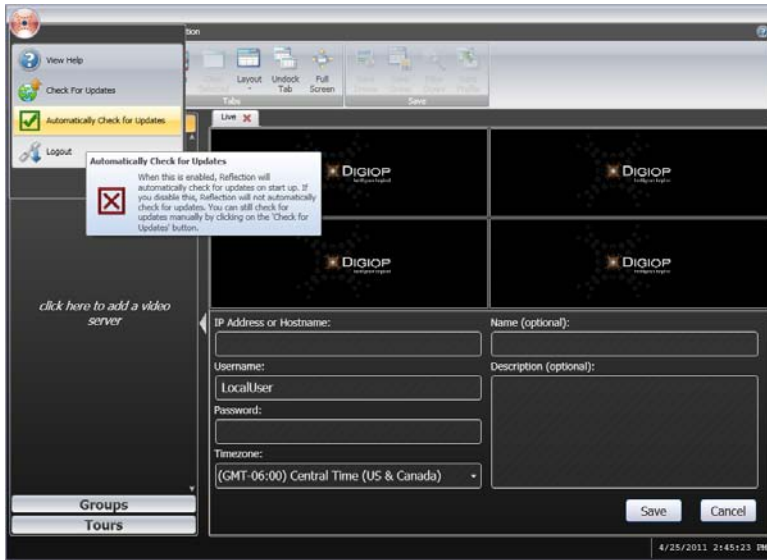 tion
View Help
Check For Updates
Automatically Check for Updates
Logout
Layout
Undock Tab
Full Screen
Tabs
Save
Live
Automatically Check for Updates
When this is enabled, Reflection will
automatically check for updates on start up. If
you disable this, Reflection will not automatically
check for updates. You can still check for
updates manually by clicking on the 'Check for
Updates' button.
DIGIOP
DIGIOP
DIGIOP
DIGIOP
click here to add a video
server
IP Address or Hostname:
Name (optional):
Username:
LocalUser
Description (optional):
Password:
Timezone:
(GMT-06:00) Central Time (US & Canada)
Groups
Tours
Save
Cancel
4/25/2011 2:45:23 PM